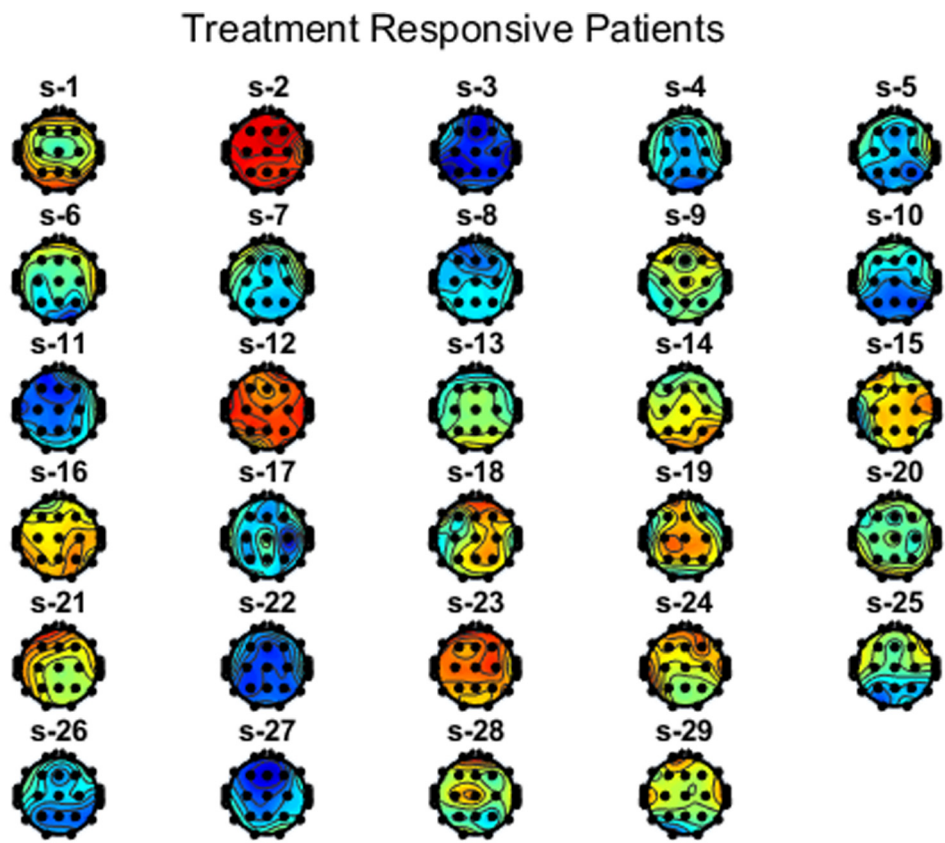 Treatment Responsive Patients
s-1 s-2 s-3 s-4 s-5
s-6 s-7 s-8 s-9 s-10
s-11 s-12 s-13 s-14 s-15
s-16 s-17 s-18 s-19 s-20
s-21 s-22 s-23 s-24 s-25
s-26 s-27 s-28 s-29